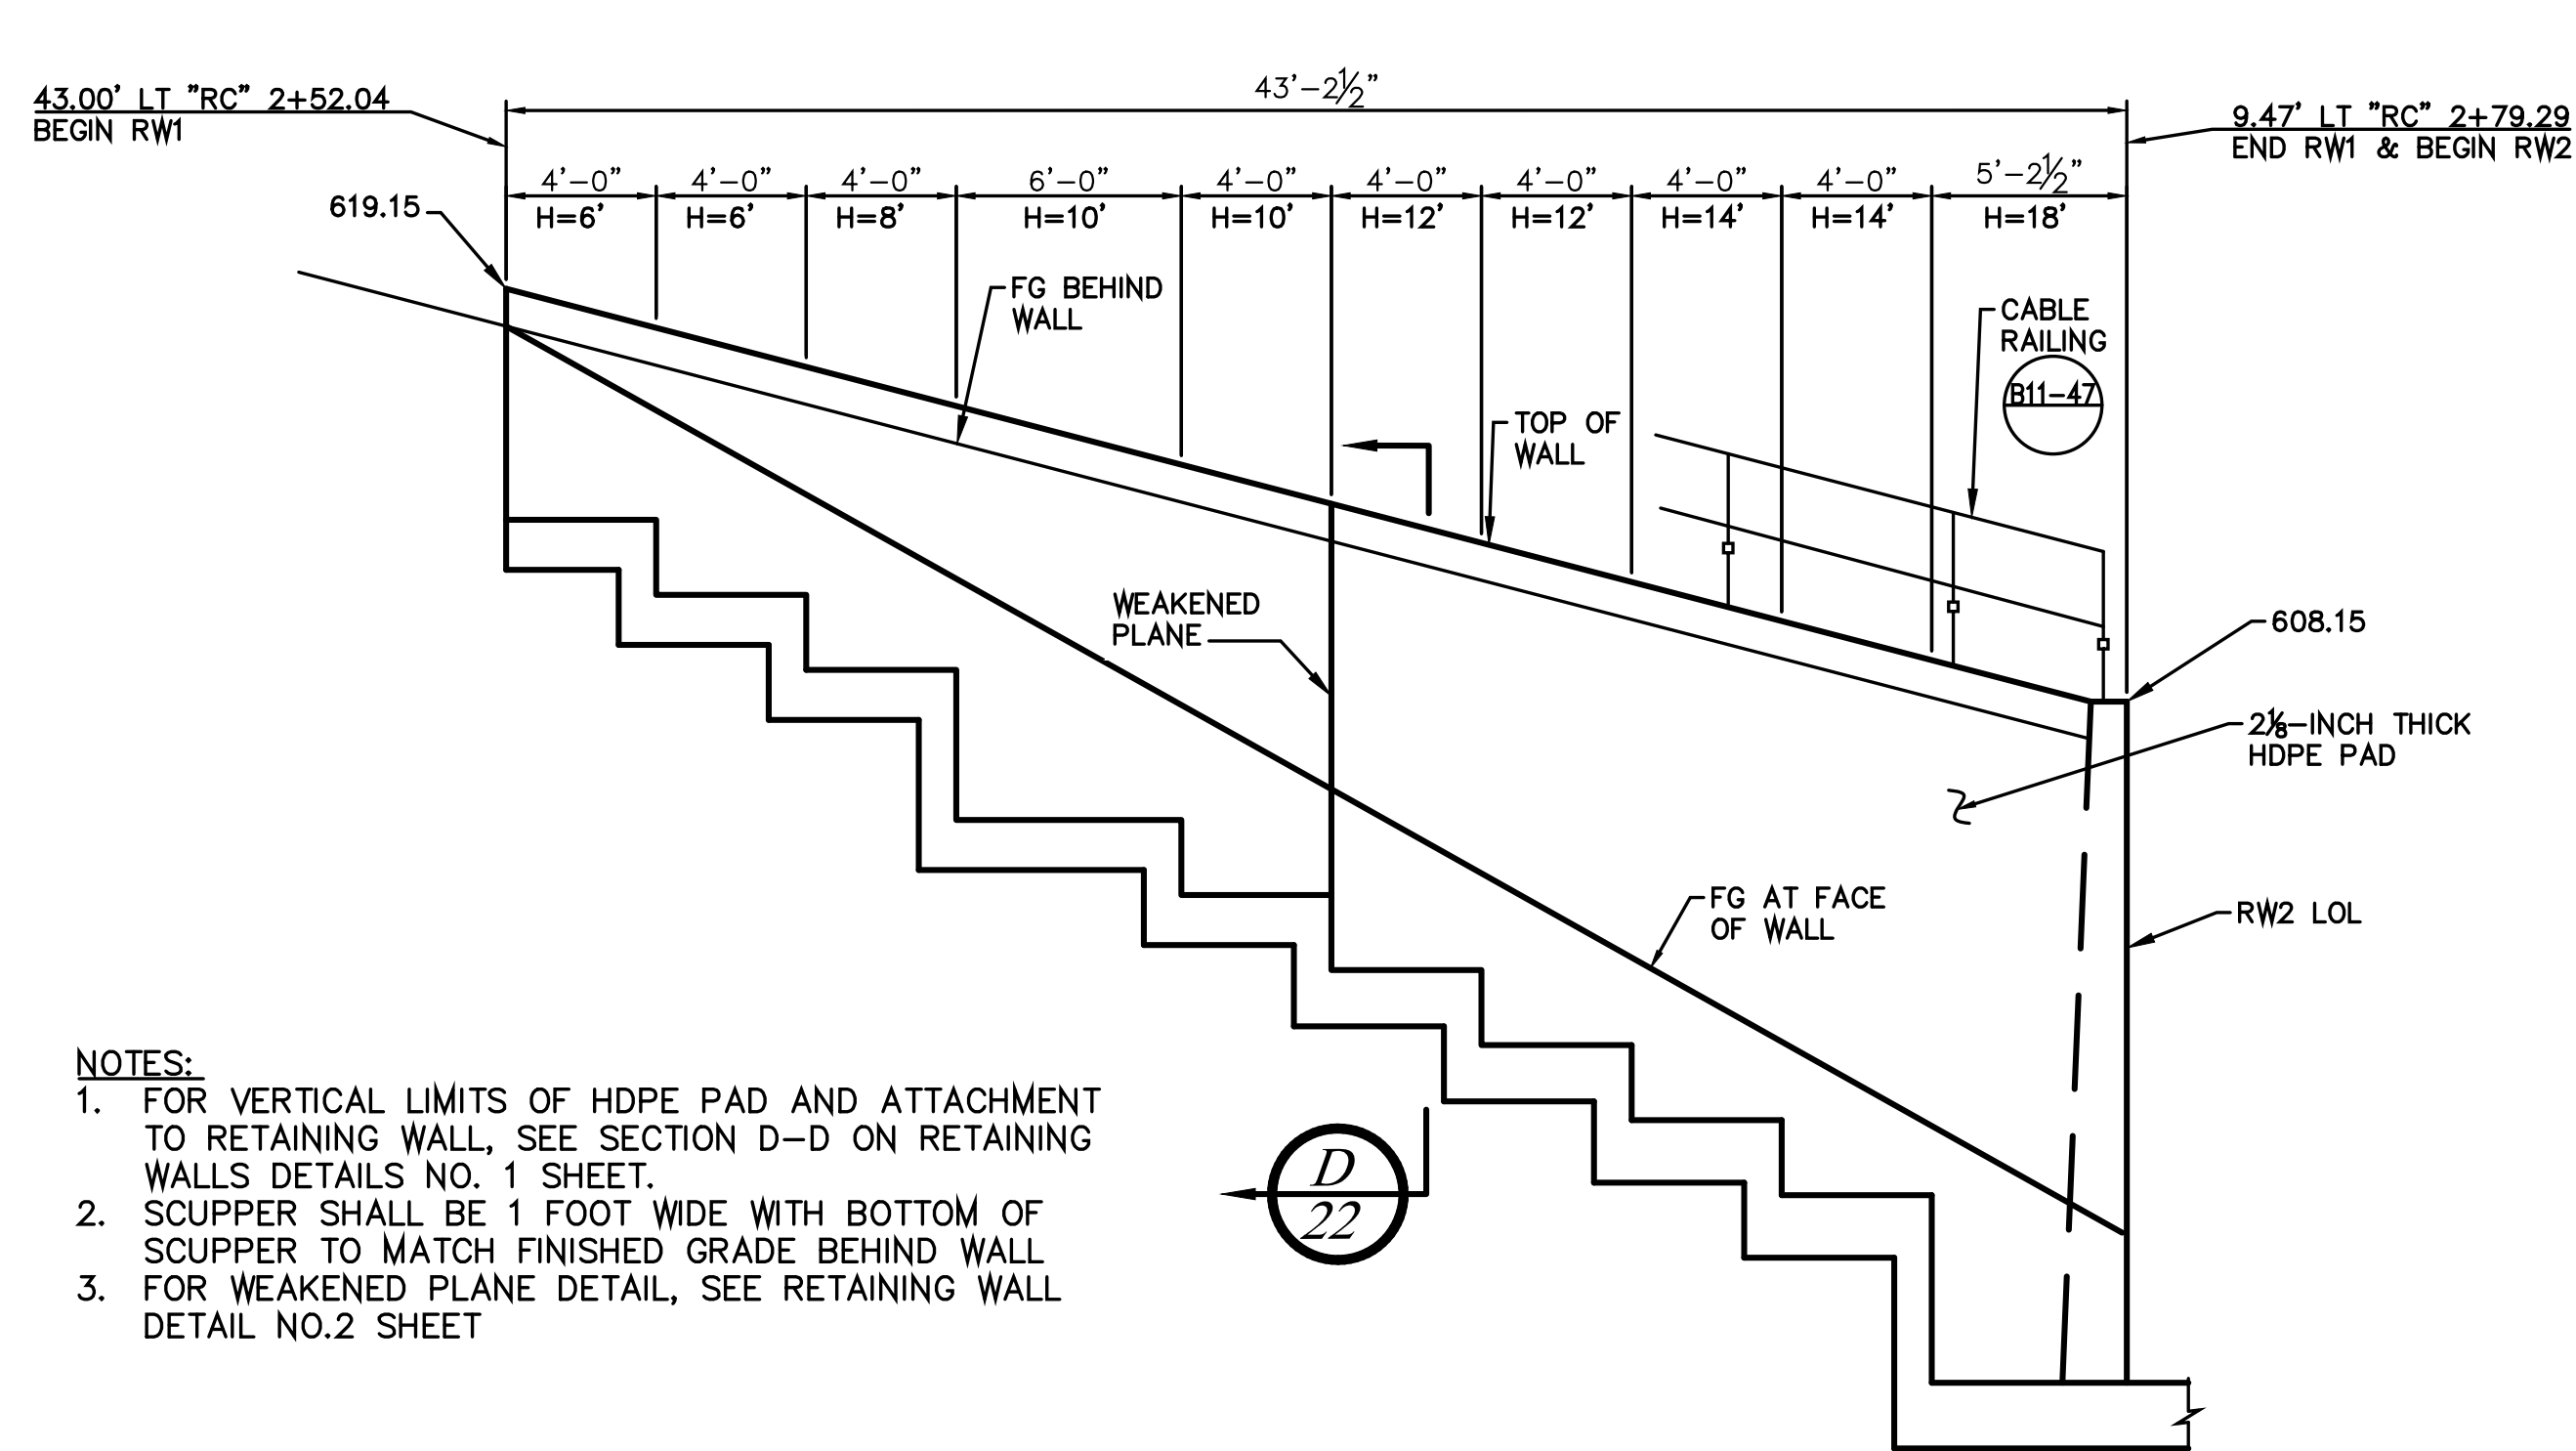 43'-2½"
43.00' LT "RC" 2+52.04
BEGIN RW1
9.47' LT "RC" 2+79.29
END RW1 & BEGIN RW2
4'-0" 4'-0" 4'-0" 6'-0" 4'-0" 4'-0" 4'-0" 4'-0" 4'-0" 5'-2½"
H=6' H=6' H=8' H=10' H=10' H=12' H=12' H=14' H=14' H=18'
619.15
FG BEHIND
WALL
CABLE
RAILING
B11-47
TOP OF
WALL
WEAKENED
PLANE
608.15
2⅛-INCH THICK
HDPE PAD
FG AT FACE
OF WALL
RW2 LOL
NOTES:
1. FOR VERTICAL LIMITS OF HDPE PAD AND ATTACHMENT
TO RETAINING WALL, SEE SECTION D-D ON RETAINING
WALLS DETAILS NO. 1 SHEET.
2. SCUPPER SHALL BE 1 FOOT WIDE WITH BOTTOM OF
SCUPPER TO MATCH FINISHED GRADE BEHIND WALL
3. FOR WEAKENED PLANE DETAIL, SEE RETAINING WALL
DETAIL NO.2 SHEET
D
22